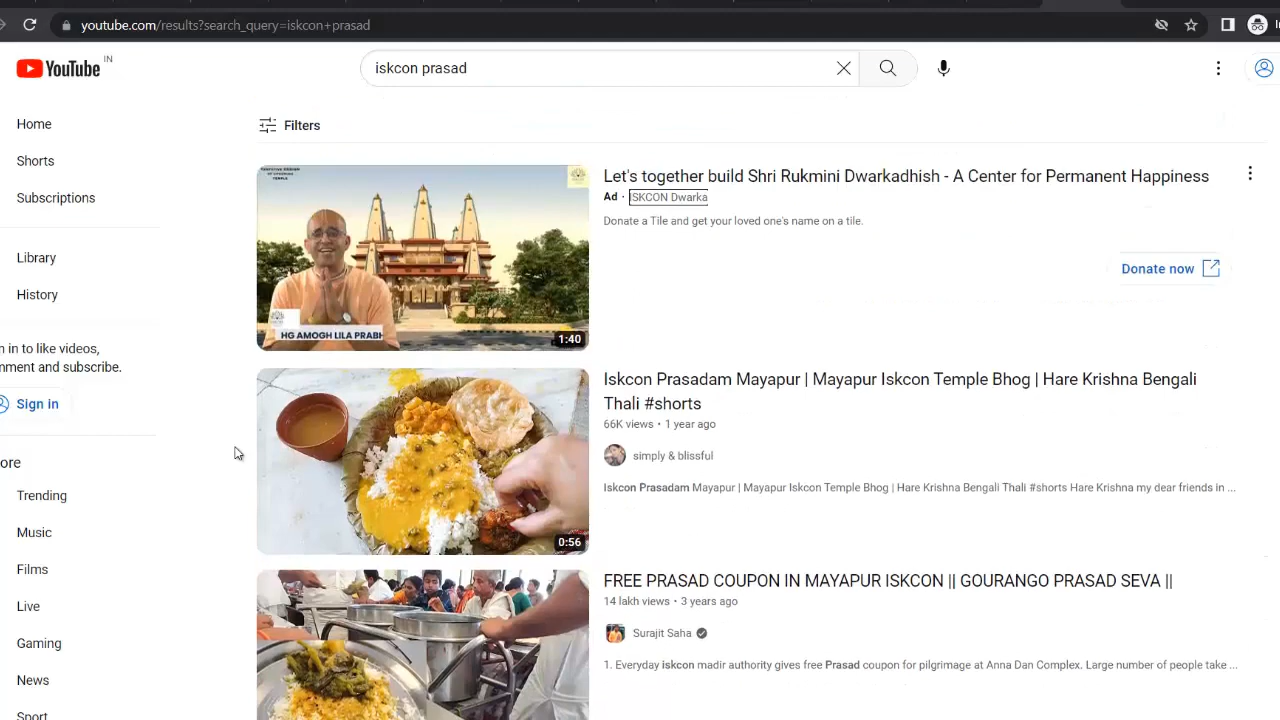 youtube.com/results?search_query=iskcon+prasad
YouTube IN
iskcon prasad
Home
Shorts
Subscriptions
Library
History
n in to like videos,
mment and subscribe.
Sign in
ore
Trending
Music
Films
Live
Gaming
News
Sport
Filters
TEMPLE
HG AMOGH LILA PRABH
1:40
Let's together build Shri Rukmini Dwarkadhish - A Center for Permanent Happiness
Ad · ISKCON Dwarka
Donate a Tile and get your loved one's name on a tile.
Donate now
0:56
Iskcon Prasadam Mayapur | Mayapur Iskcon Temple Bhog | Hare Krishna Bengali
Thali #shorts
66K views • 1 year ago
simply & blissful
Iskcon Prasadam Mayapur | Mayapur Iskcon Temple Bhog | Hare Krishna Bengali Thali #shorts Hare Krishna my dear friends in ...
FREE PRASAD COUPON IN MAYAPUR ISKCON || GOURANGO PRASAD SEVA ||
14 lakh views • 3 years ago
Surajit Saha
1. Everyday iskcon madir authority gives free Prasad coupon for pilgrimage at Anna Dan Complex. Large number of people take ...